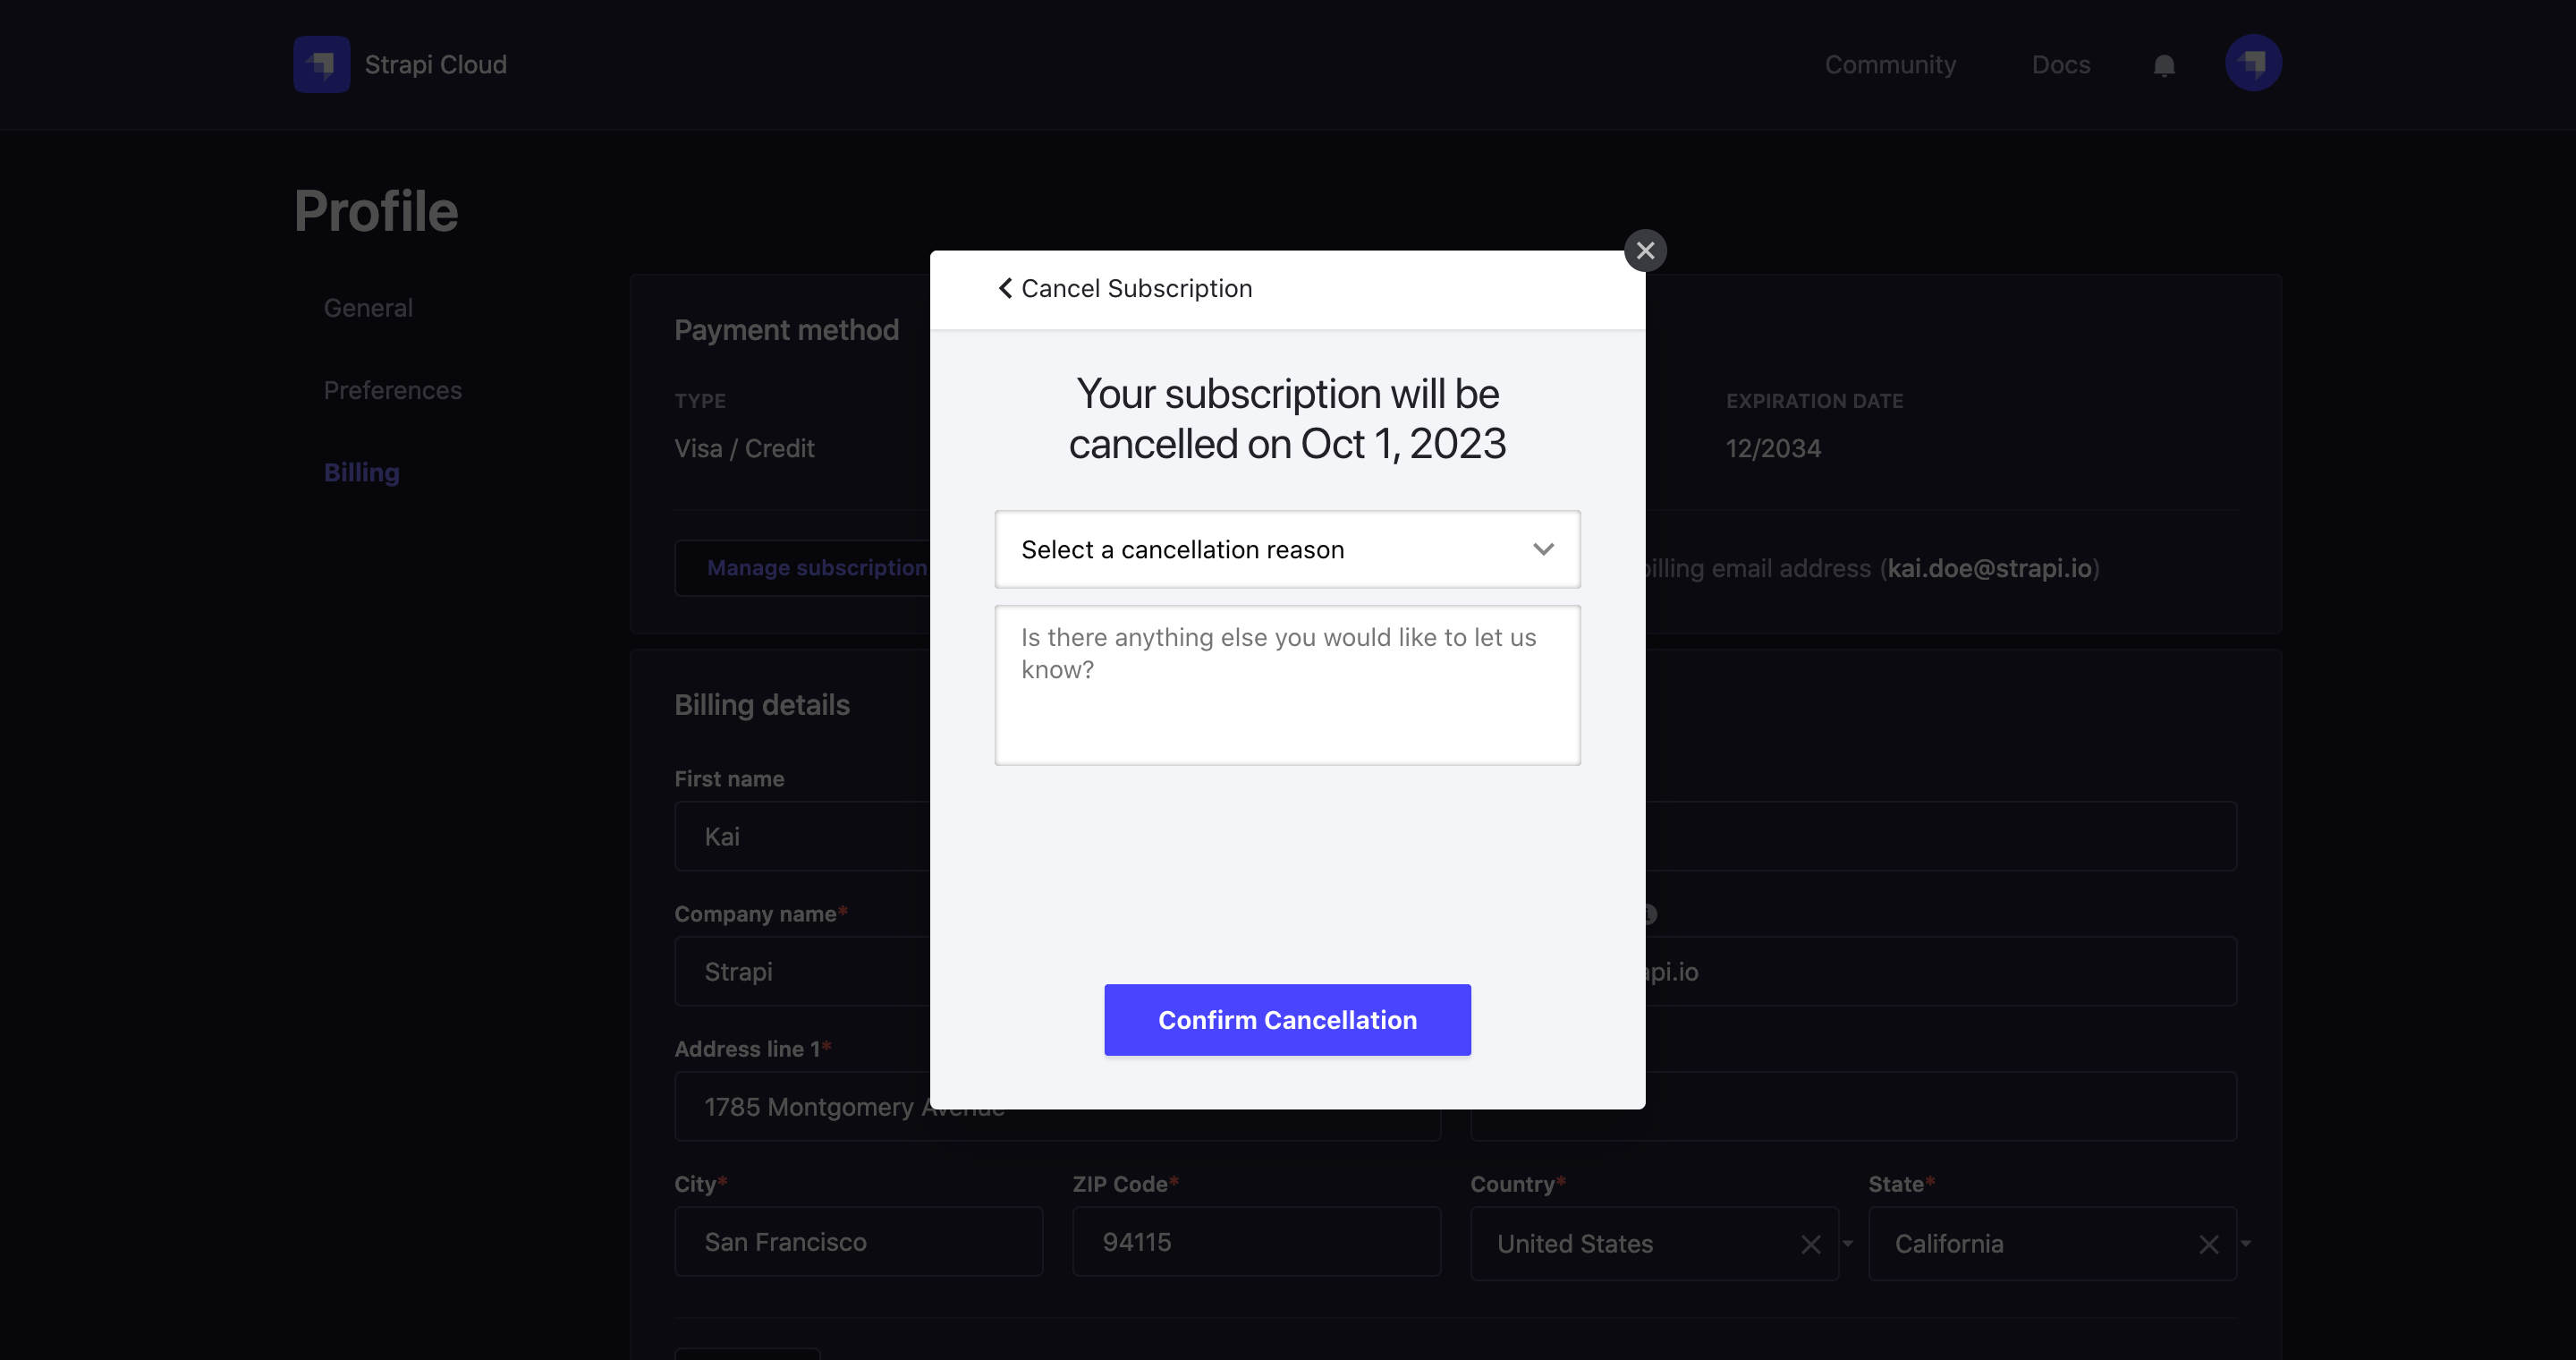 Strapi Cloud
Community
Docs
Profile
General
Preferences
Billing
Payment method
TYPE
Visa / Credit
EXPIRATION DATE
12/2034
Manage subscription
billing email address (kai.doe@strapi.io)
Cancel Subscription
Your subscription will be
cancelled on Oct 1, 2023
Select a cancellation reason
Is there anything else you would like to let us
know?
Confirm Cancellation
Billing details
First name
Kai
Company name*
Strapi
api.io
Address line 1*
1785 Montgomery Avenue
City*
San Francisco
ZIP Code*
94115
Country*
United States
State*
California